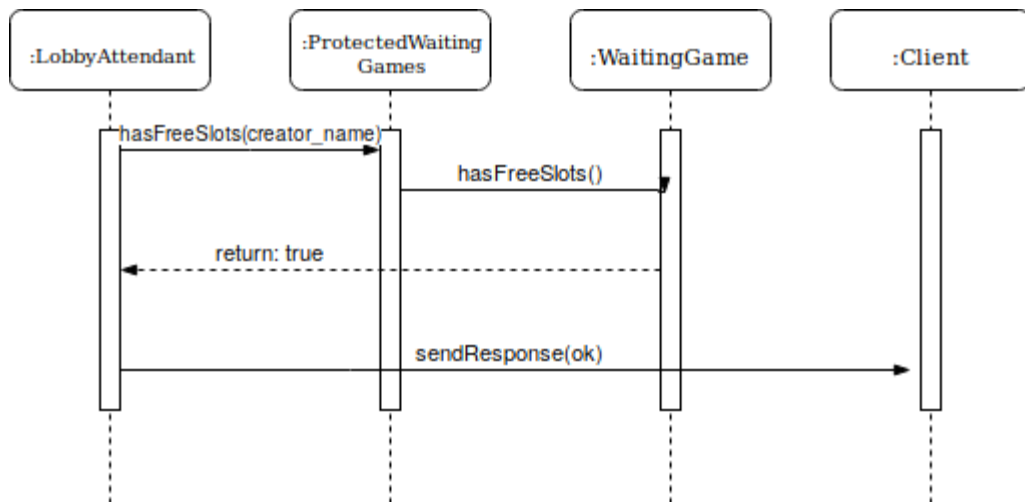 :LobbyAttendant
:ProtectedWaiting
Games
:WaitingGame
:Client
hasFreeSlots(creator_name)
hasFreeSlots()
return: true
sendResponse(ok)